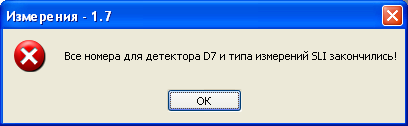 Измерения - 1.7
Все номера для детектора D7 и типа измерений SLI закончились!
OK